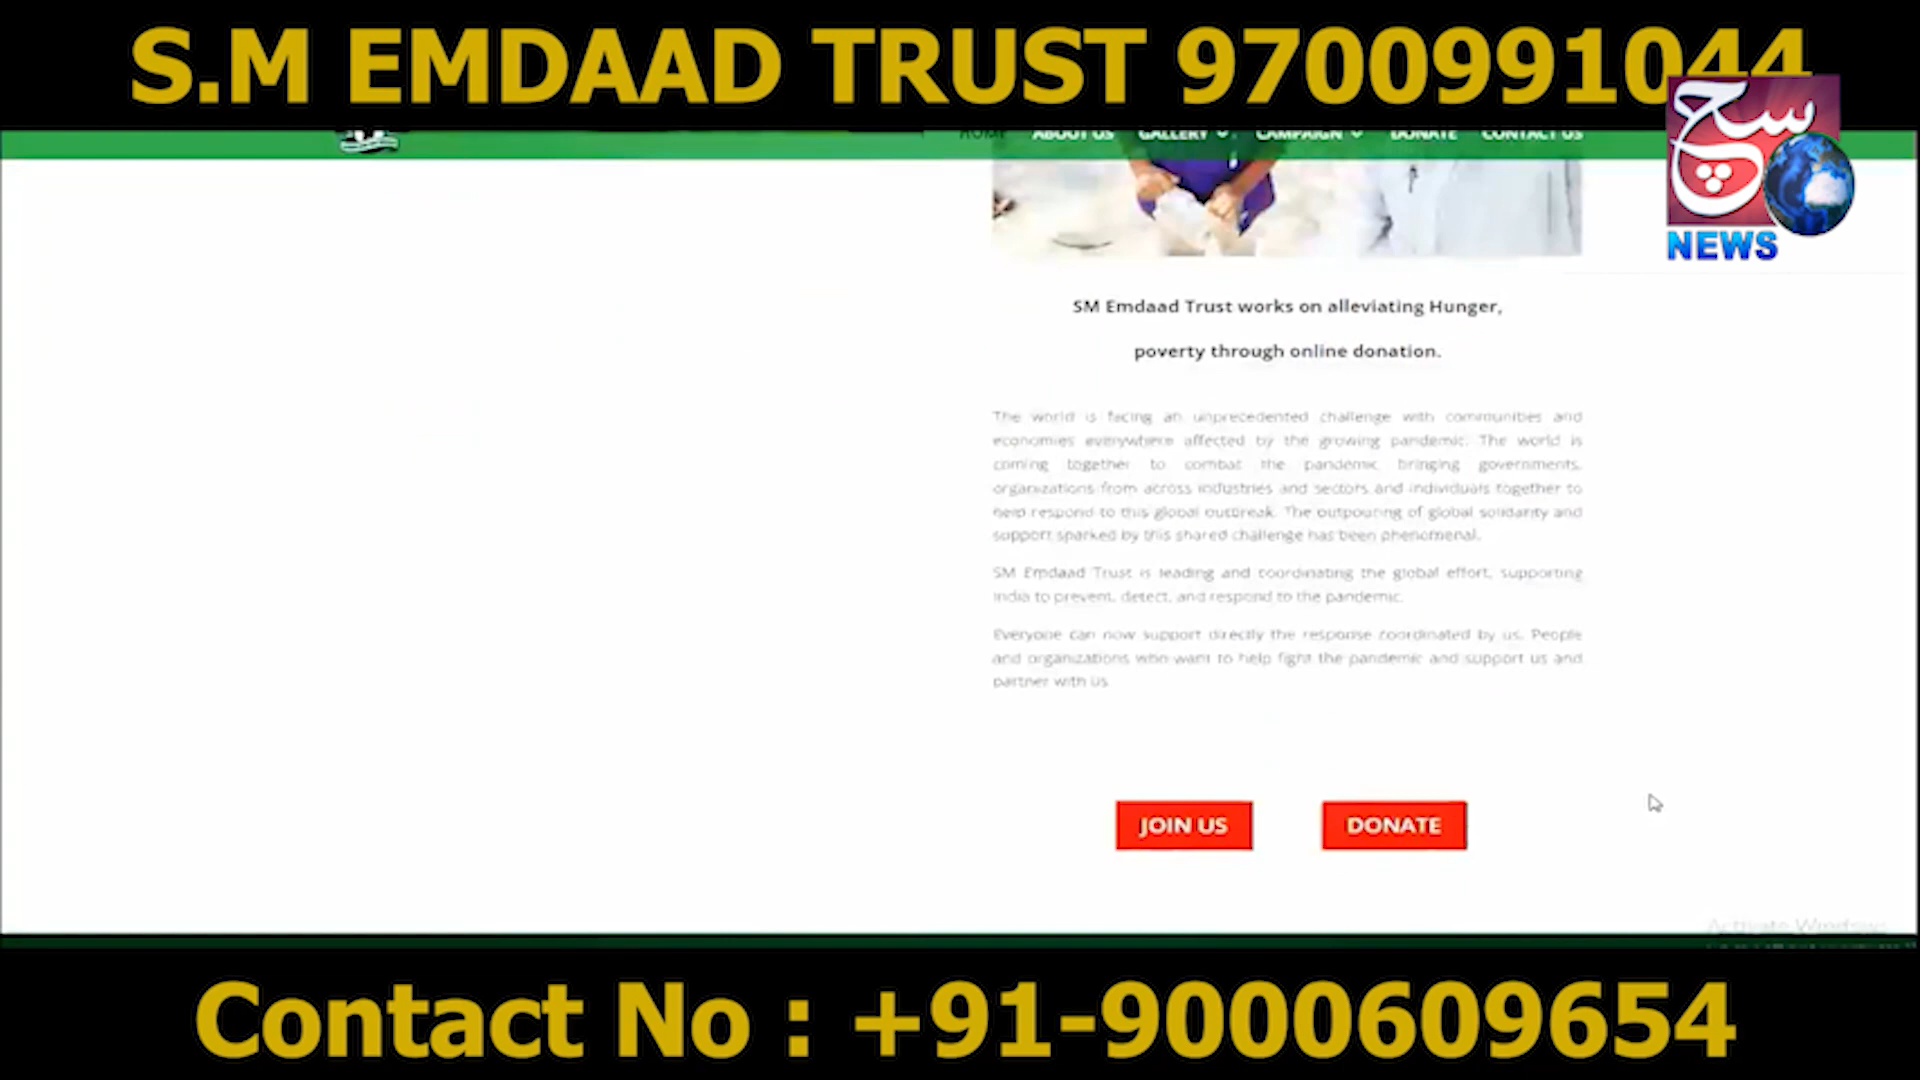 S.M EMDAAD TRUST 9700991044
سچ
NEWS
HOME ABOUT US GALLERY CAMPAIGN DONATE CONTACT US
SM Emdaad Trust works on alleviating Hunger,
poverty through online donation.
The world is facing an unprecedented challenge with communities and
economies everywhere affected by the growing pandemic. The world is
coming together to combat the pandemic bringing governments,
organizations from across industries and sectors and individuals together to
help respond to this global outbreak. The outpouring of global solidarity and
support sparked by this shared challenge has been phenomenal.
SM Emdaad Trust is leading and coordinating the global effort, supporting
India to prevent, detect, and respond to the pandemic.
Everyone can now support directly the response coordinated by us. People
and organizations who want to help fight the pandemic and support us and
partner with us
JOIN US DONATE
Activate Windows
Contact No : +91-9000609654